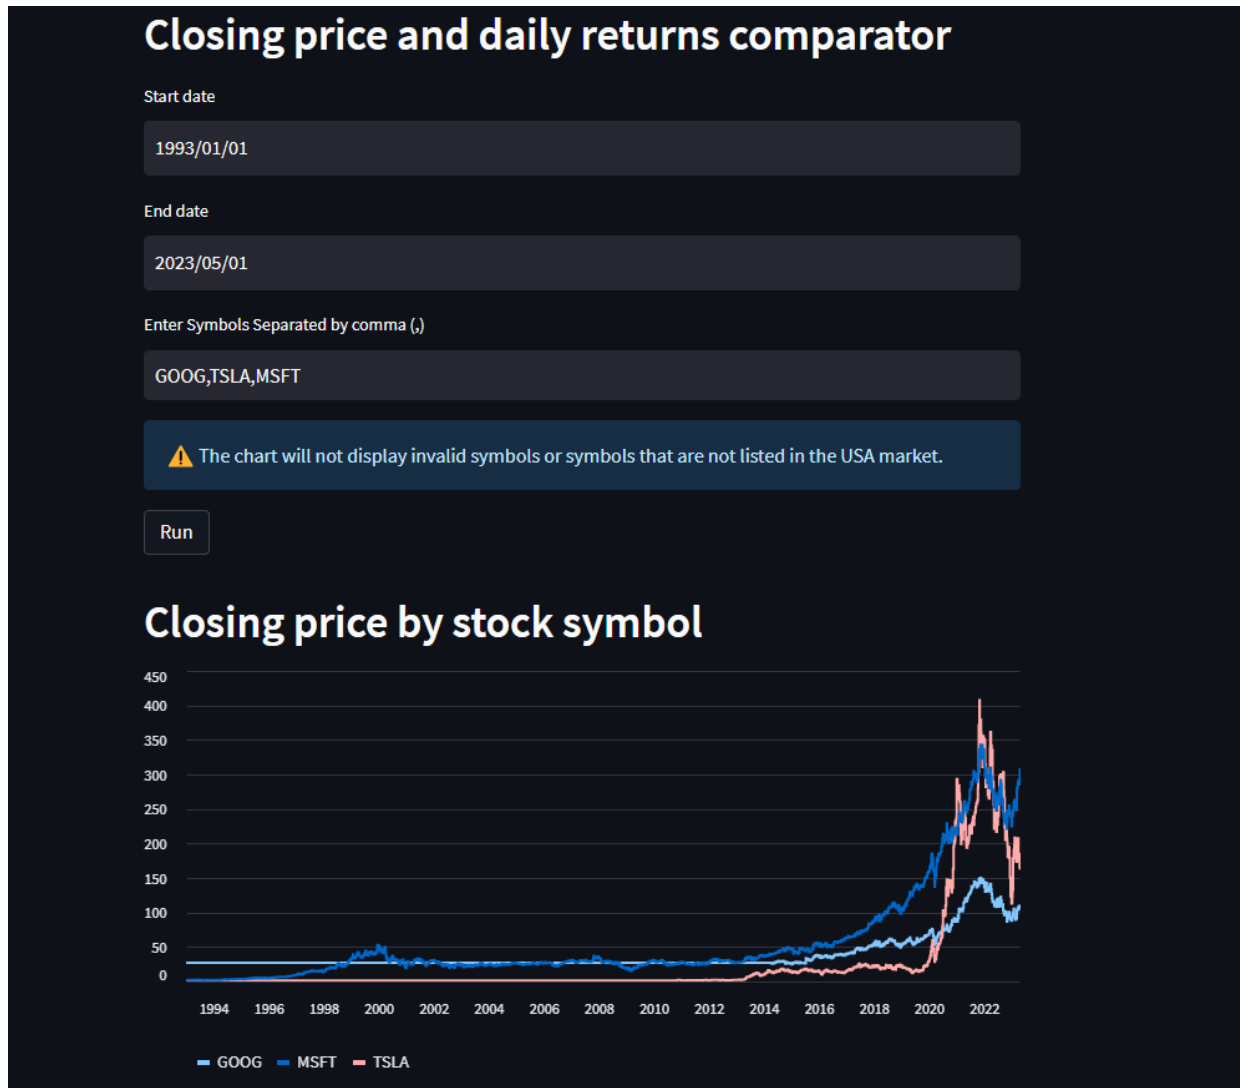 Closing price and daily returns comparator
Start date
1993/01/01
End date
2023/05/01
Enter Symbols Separated by comma (,)
GOOG,TSLA,MSFT
⚠ The chart will not display invalid symbols or symbols that are not listed in the USA market.
Run
Closing price by stock symbol
450
400
350
300
250
200
150
100
50
0
1994 1996 1998 2000 2002 2004 2006 2008 2010 2012 2014 2016 2018 2020 2022
GOOG MSFT TSLA